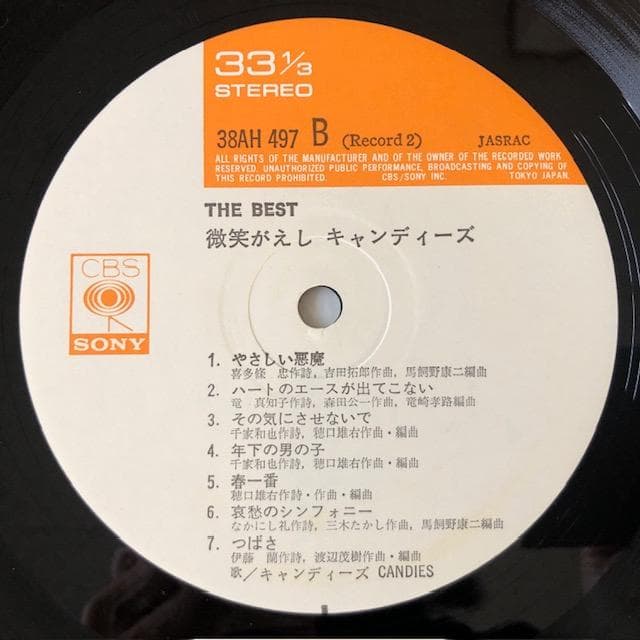 33 1/3
STEREO
38AH 497 B (Record 2) JASRAC
ALL RIGHTS OF THE MANUFACTURER AND OF THE OWNER OF THE RECORDED WORK
RESERVED. UNAUTHORIZED PUBLIC PERFORMANCE, BROADCASTING AND COPYING OF
THIS RECORD PROHIBITED. CBS/SONY INC. TOKYO JAPAN.
THE BEST
微笑がえし キャンディーズ
CBS
SONY
1. やさしい悪魔
喜多條 忠作詩, 吉田拓郎作曲, 馬飼野康二編曲
2. ハートのエースが出てこない
竜 真知子作詩, 森田公一作曲, 竜崎孝路編曲
3. その気にさせないで
千家和也作詩, 穂口雄右作曲・編曲
4. 年下の男の子
千家和也作詩, 穂口雄右作曲・編曲
5. 春一番
穂口雄右作詩・作曲・編曲
6. 哀愁のシンフォニー
なかにし礼作詩, 三木たかし作曲, 馬飼野康二編曲
7. つばさ
伊藤 蘭作詩, 渡辺茂樹作曲・編曲
歌/キャンディーズ CANDIES